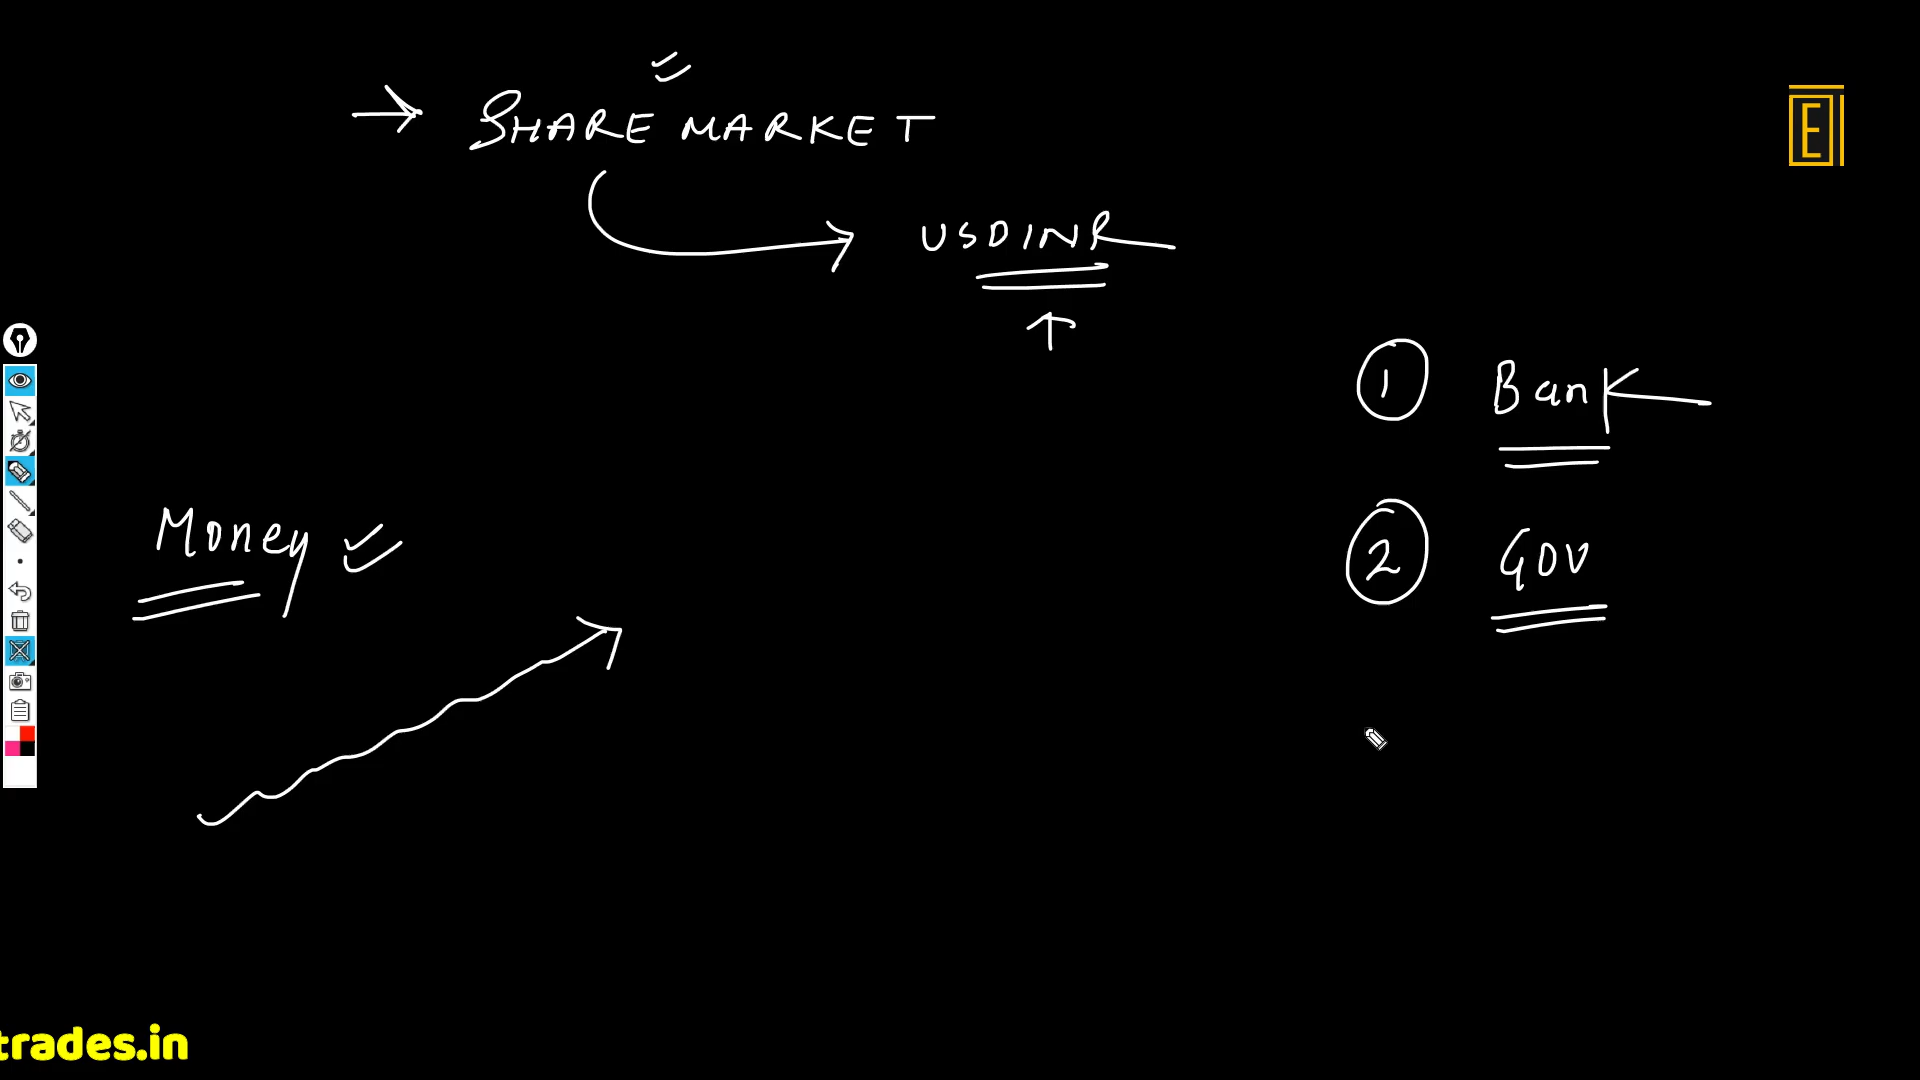 SHARE MARKET
USDINR
1 Bank
Money
2 GOV
E
trades.in